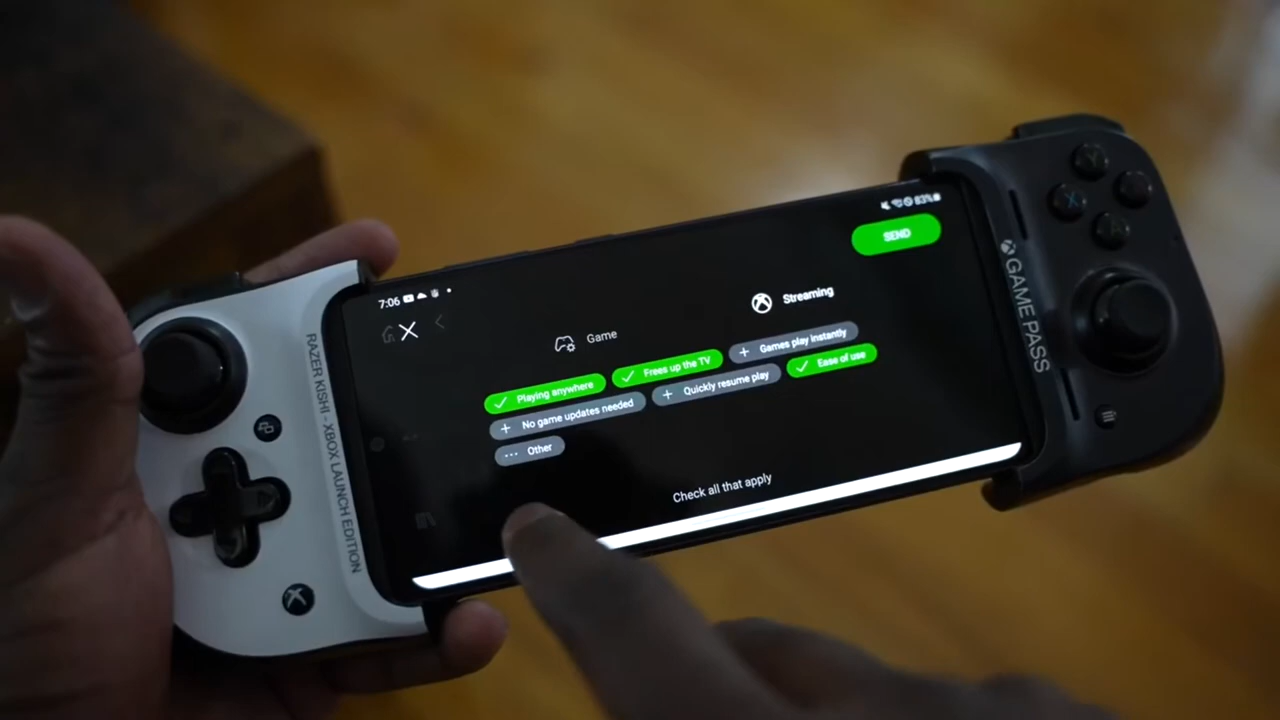 7:06
83%
SEND
Game
Streaming
Playing anywhere
Frees up the TV
Games play instantly
No game updates needed
Quickly resume play
Ease of use
Other
Check all that apply
RAZER KISHI - XBOX LAUNCH EDITION
GAME PASS
Y
X
B
A